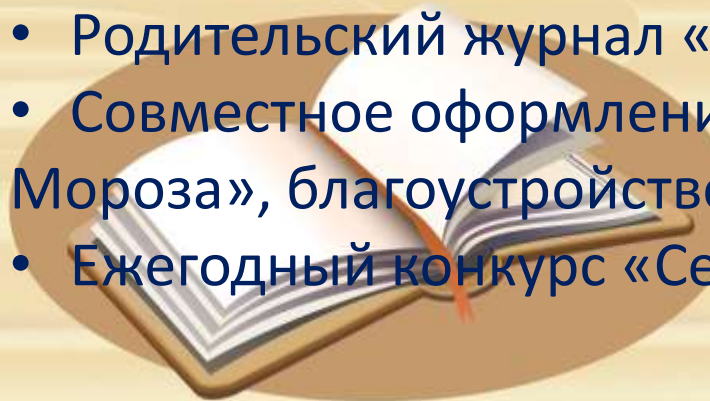 • Родительский журнал «
• Совместное оформлени
Мороза», благоустройств
• Ежегодный конкурс «Се